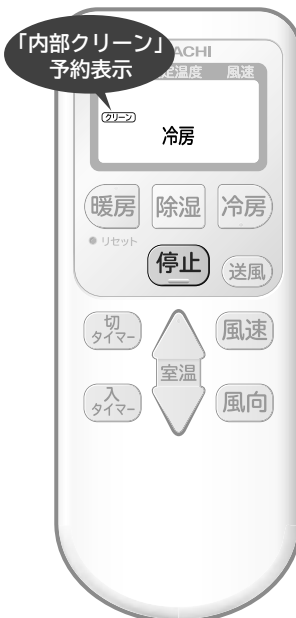 「内部クリーン」
予約表示
設定温度 風速
クリーン
冷房
暖房 除湿 冷房
リセット
停止 送風
切
タイマー
風速
室温
入
タイマー
風向